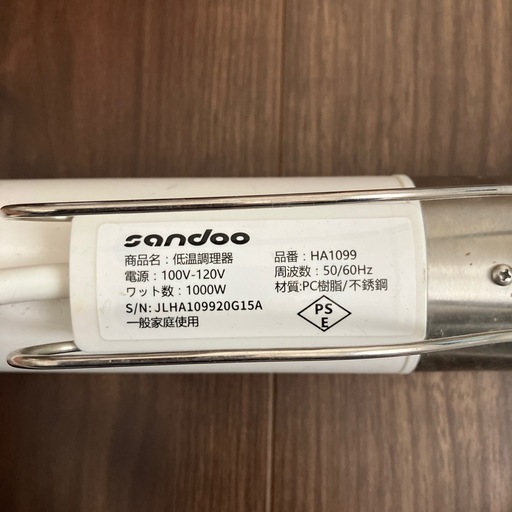 sandoo
商品名：低温調理器 品番：HA1099
電源：100V-120V 周波数：50/60Hz
ワット数：1000W 材質:PC樹脂/不銹鋼
S/N: JLHA109920G15A
一般家庭使用
PS
E